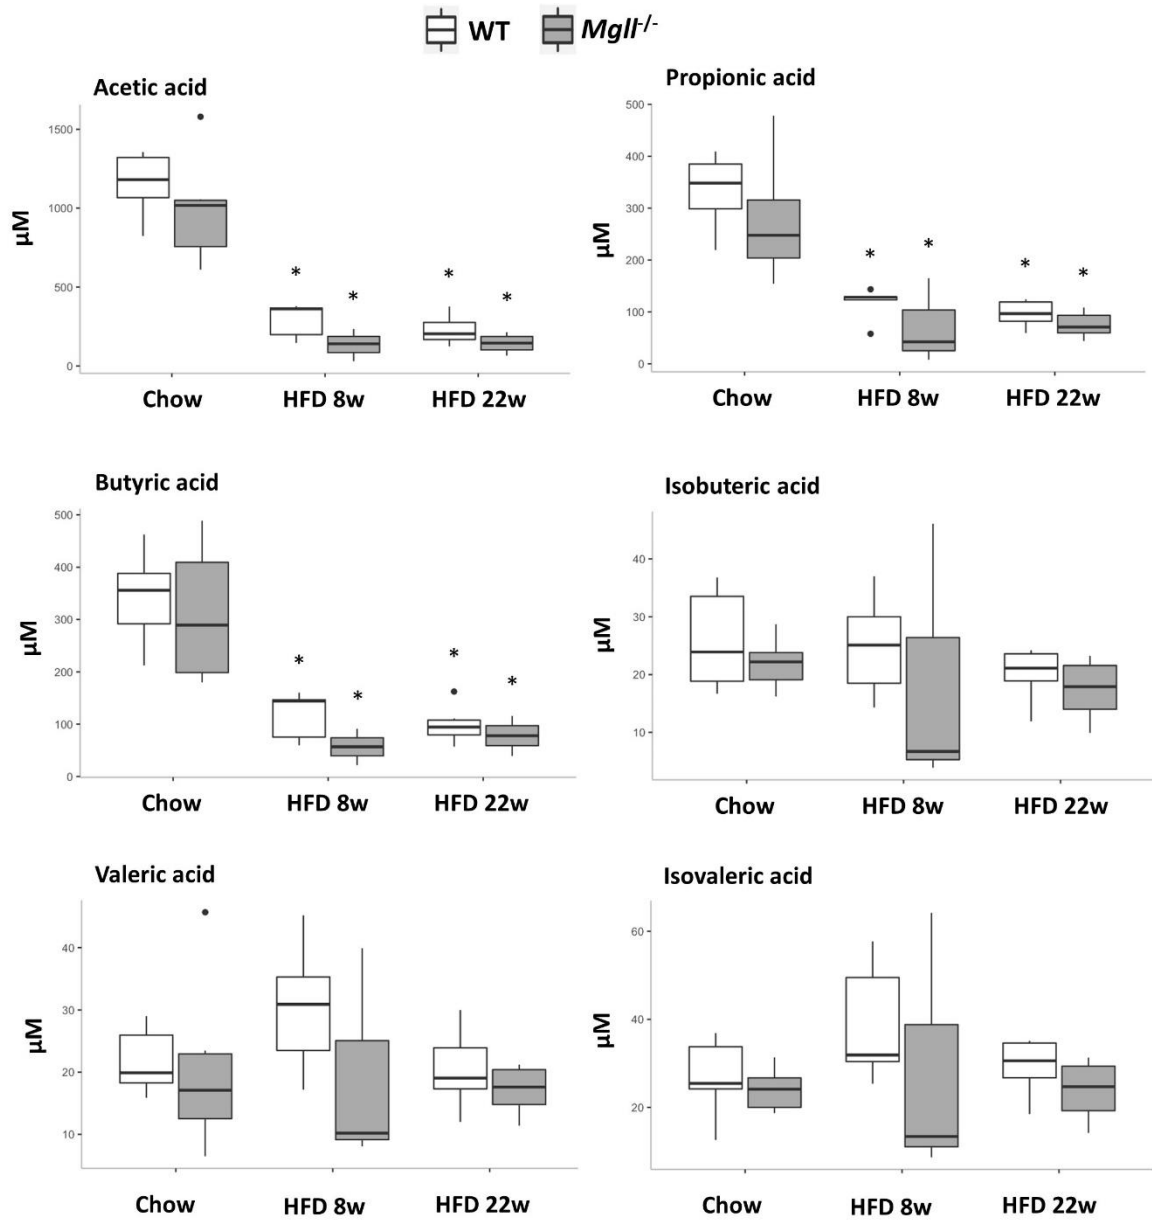 WT Mgll-/-
Acetic acid
µM
1500
1000
500
0
*
*
*
*
Chow HFD 8w HFD 22w
Propionic acid
µM
500
400
300
200
100
0
*
*
*
*
Chow HFD 8w HFD 22w
Butyric acid
µM
500
400
300
200
100
0
*
*
*
*
Chow HFD 8w HFD 22w
Isobuteric acid
µM
40
30
20
10
Chow HFD 8w HFD 22w
Valeric acid
µM
40
30
20
10
Chow HFD 8w HFD 22w
Isovaleric acid
µM
60
40
20
Chow HFD 8w HFD 22w